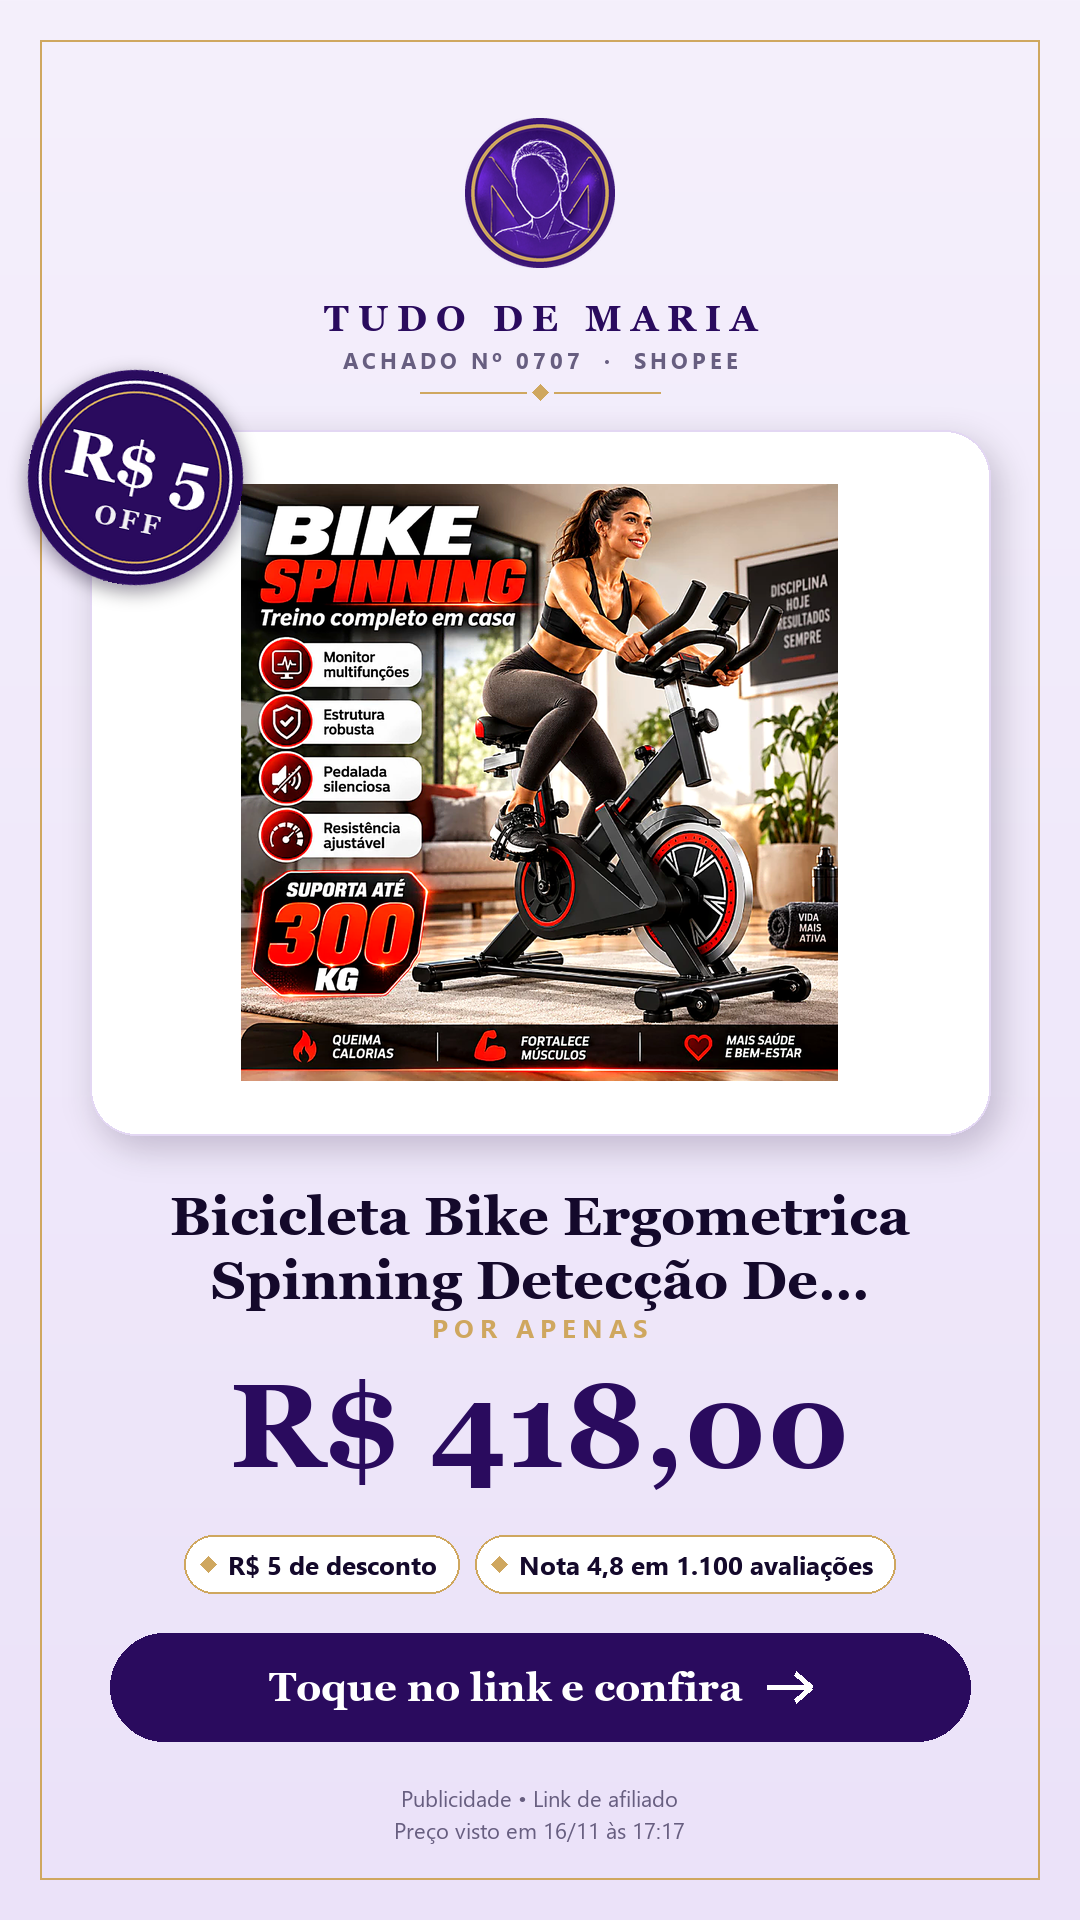 TUDO DE MARIA
ACHADO Nº 0707 · SHOPEE
R$ 5
OFF
BIKE
SPINNING
Treino completo em casa
Monitor
multifunções
Estrutura
robusta
Pedalada
silenciosa
Resistência
ajustável
SUPORTA ATÉ
300
KG
DISCIPLINA
HOJE
RESULTADOS
SEMPRE
VIDA
MAIS
ATIVA
QUEIMA
CALORIAS
FORTALECE
MÚSCULOS
MAIS SAÚDE
E BEM-ESTAR
Bicicleta Bike Ergometrica
Spinning Detecção De...
POR APENAS
R$ 418,00
R$ 5 de desconto
Nota 4,8 em 1.100 avaliações
Toque no link e confira →
Publicidade • Link de afiliado
Preço visto em 16/11 às 17:17